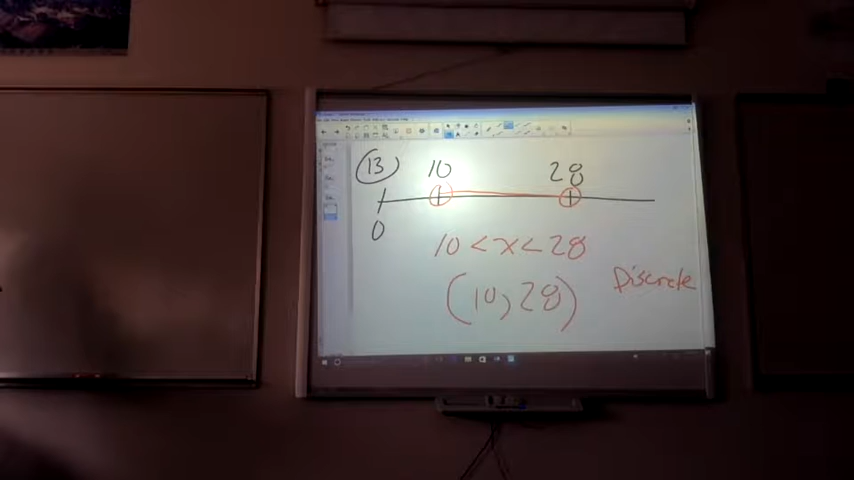 13 10 28
0
10 < x < 28
Discrete
(10, 28)